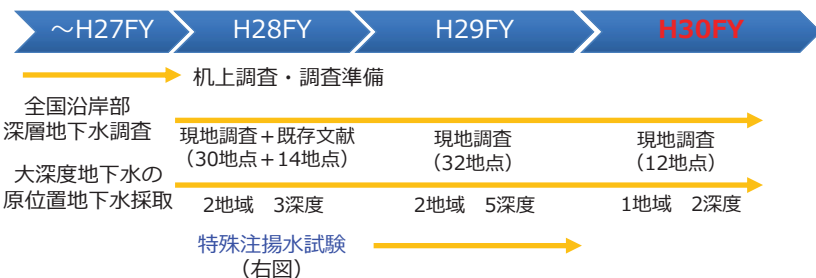 ～H27FY
H28FY
H29FY
H30FY
机上調査・調査準備
全国沿岸部
深層地下水調査
現地調査＋既存文献
（30地点＋14地点）
現地調査
（32地点）
現地調査
（12地点）
大深度地下水の
原位置地下水採取
2地域　3深度
2地域　5深度
1地域　2深度
特殊注揚水試験
（右図）